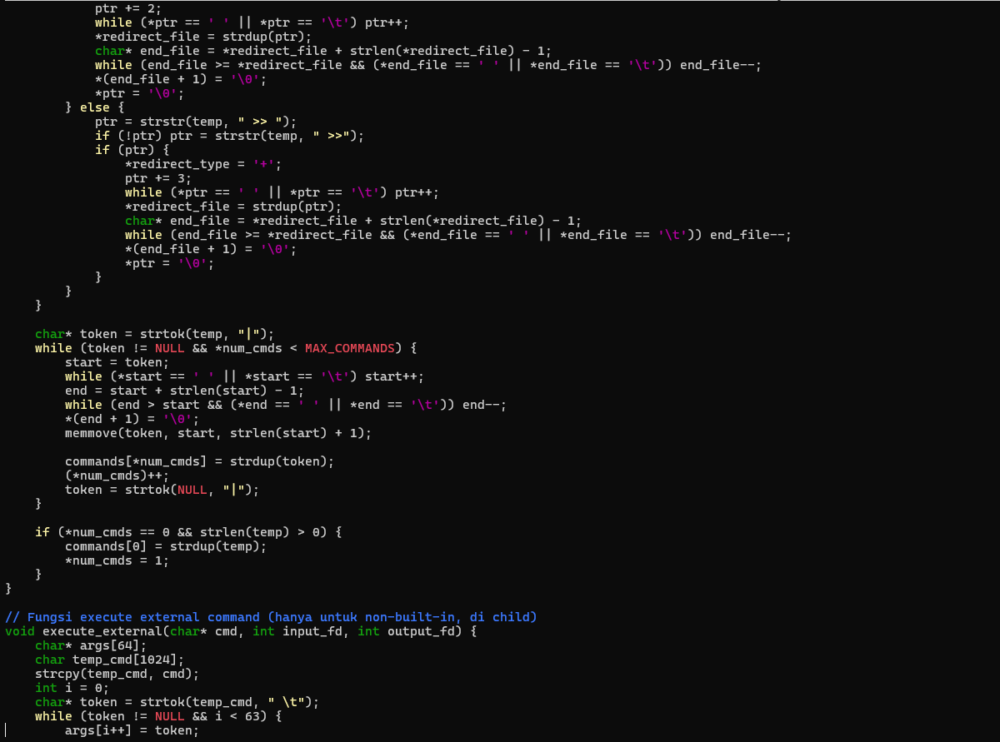 ptr += 2;
            while (*ptr == ' ' || *ptr == '\t') ptr++;
            *redirect_file = strdup(ptr);
            char* end_file = *redirect_file + strlen(*redirect_file) - 1;
            while (end_file >= *redirect_file && (*end_file == ' ' || *end_file == '\t')) end_file--;
            *(end_file + 1) = '\0';
            *ptr = '\0';
        } else {
            ptr = strstr(temp, " >> ");
            if (!ptr) ptr = strstr(temp, " >>");
            if (ptr) {
                *redirect_type = '+';
                ptr += 3;
                while (*ptr == ' ' || *ptr == '\t') ptr++;
                *redirect_file = strdup(ptr);
                char* end_file = *redirect_file + strlen(*redirect_file) - 1;
                while (end_file >= *redirect_file && (*end_file == ' ' || *end_file == '\t')) end_file--;
                *(end_file + 1) = '\0';
                *ptr = '\0';
            }
        }
    }

    char* token = strtok(temp, "|");
    while (token != NULL && *num_cmds < MAX_COMMANDS) {
        start = token;
        while (*start == ' ' || *start == '\t') start++;
        end = start + strlen(start) - 1;
        while (end > start && (*end == ' ' || *end == '\t')) end--;
        *(end + 1) = '\0';
        memmove(token, start, strlen(start) + 1);

        commands[*num_cmds] = strdup(token);
        (*num_cmds)++;
        token = strtok(NULL, "|");
    }

    if (*num_cmds == 0 && strlen(temp) > 0) {
        commands[0] = strdup(temp);
        *num_cmds = 1;
    }
}

// Fungsi execute external command (hanya untuk non-built-in, di child)
void execute_external(char* cmd, int input_fd, int output_fd) {
    char* args[64];
    char temp_cmd[1024];
    strcpy(temp_cmd, cmd);
    int i = 0;
    char* token = strtok(temp_cmd, " \t");
    while (token != NULL && i < 63) {
        args[i++] = token;